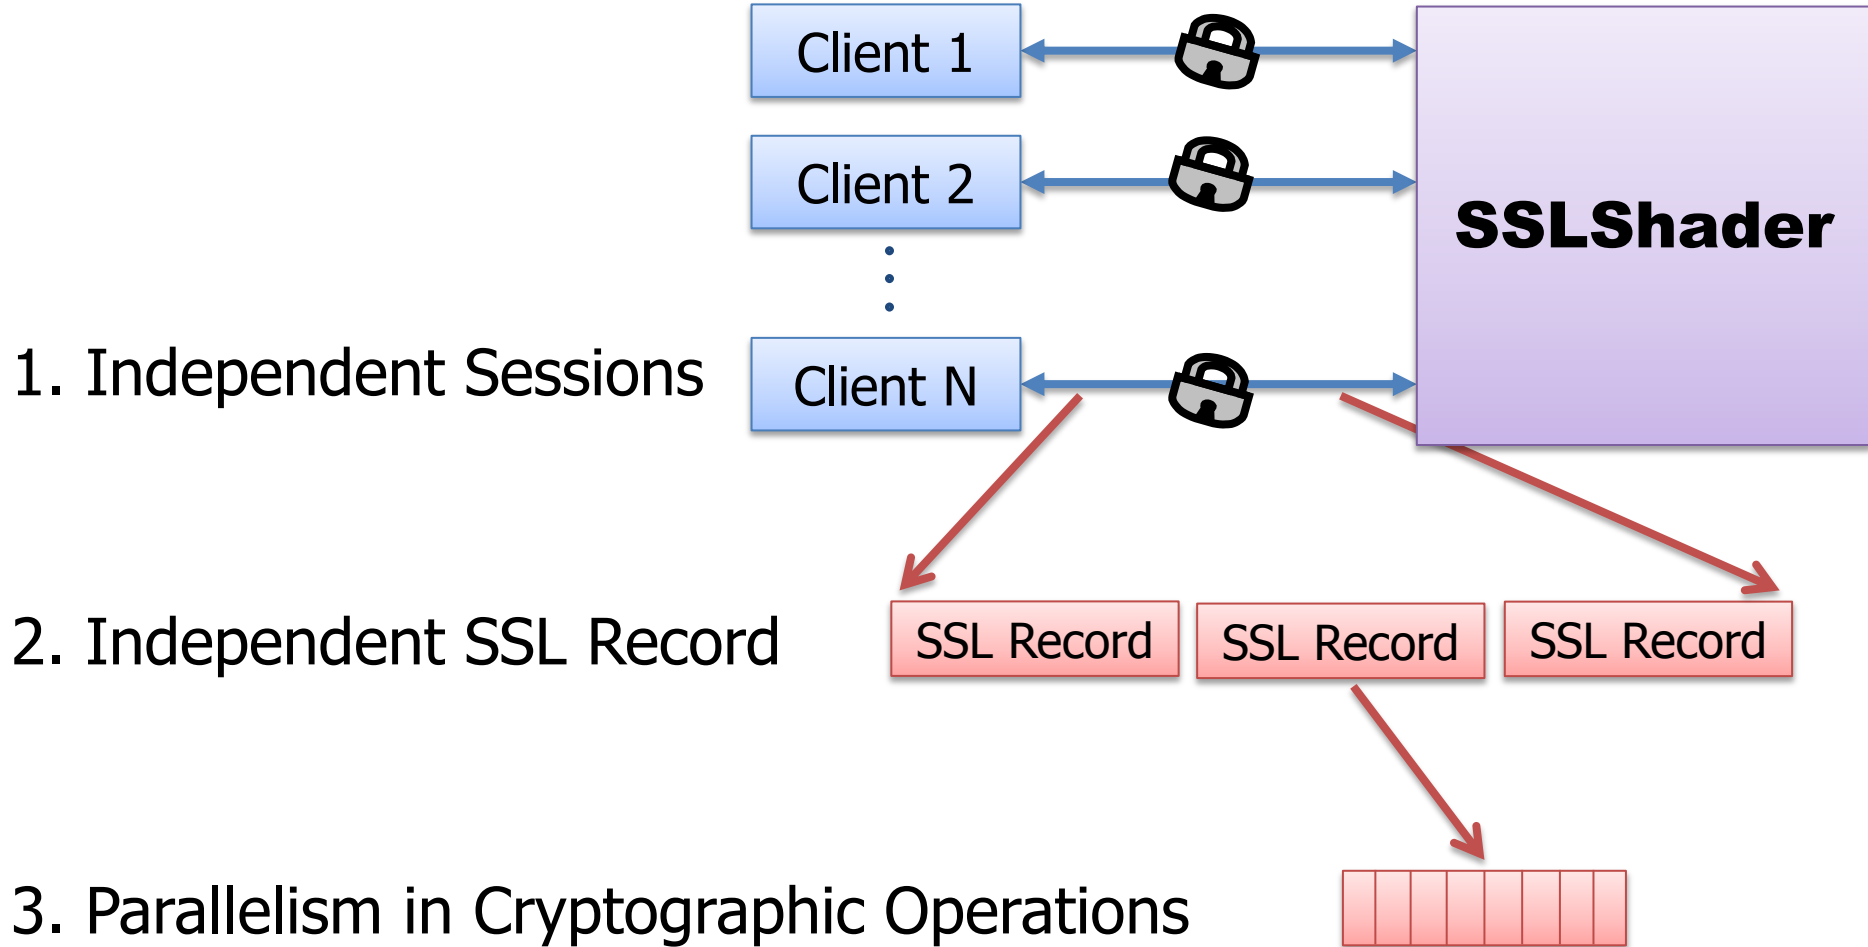 Client 1
Client 2
SSLShader
1. Independent Sessions
Client N
2. Independent SSL Record
SSL Record
SSL Record
SSL Record
3. Parallelism in Cryptographic Operations